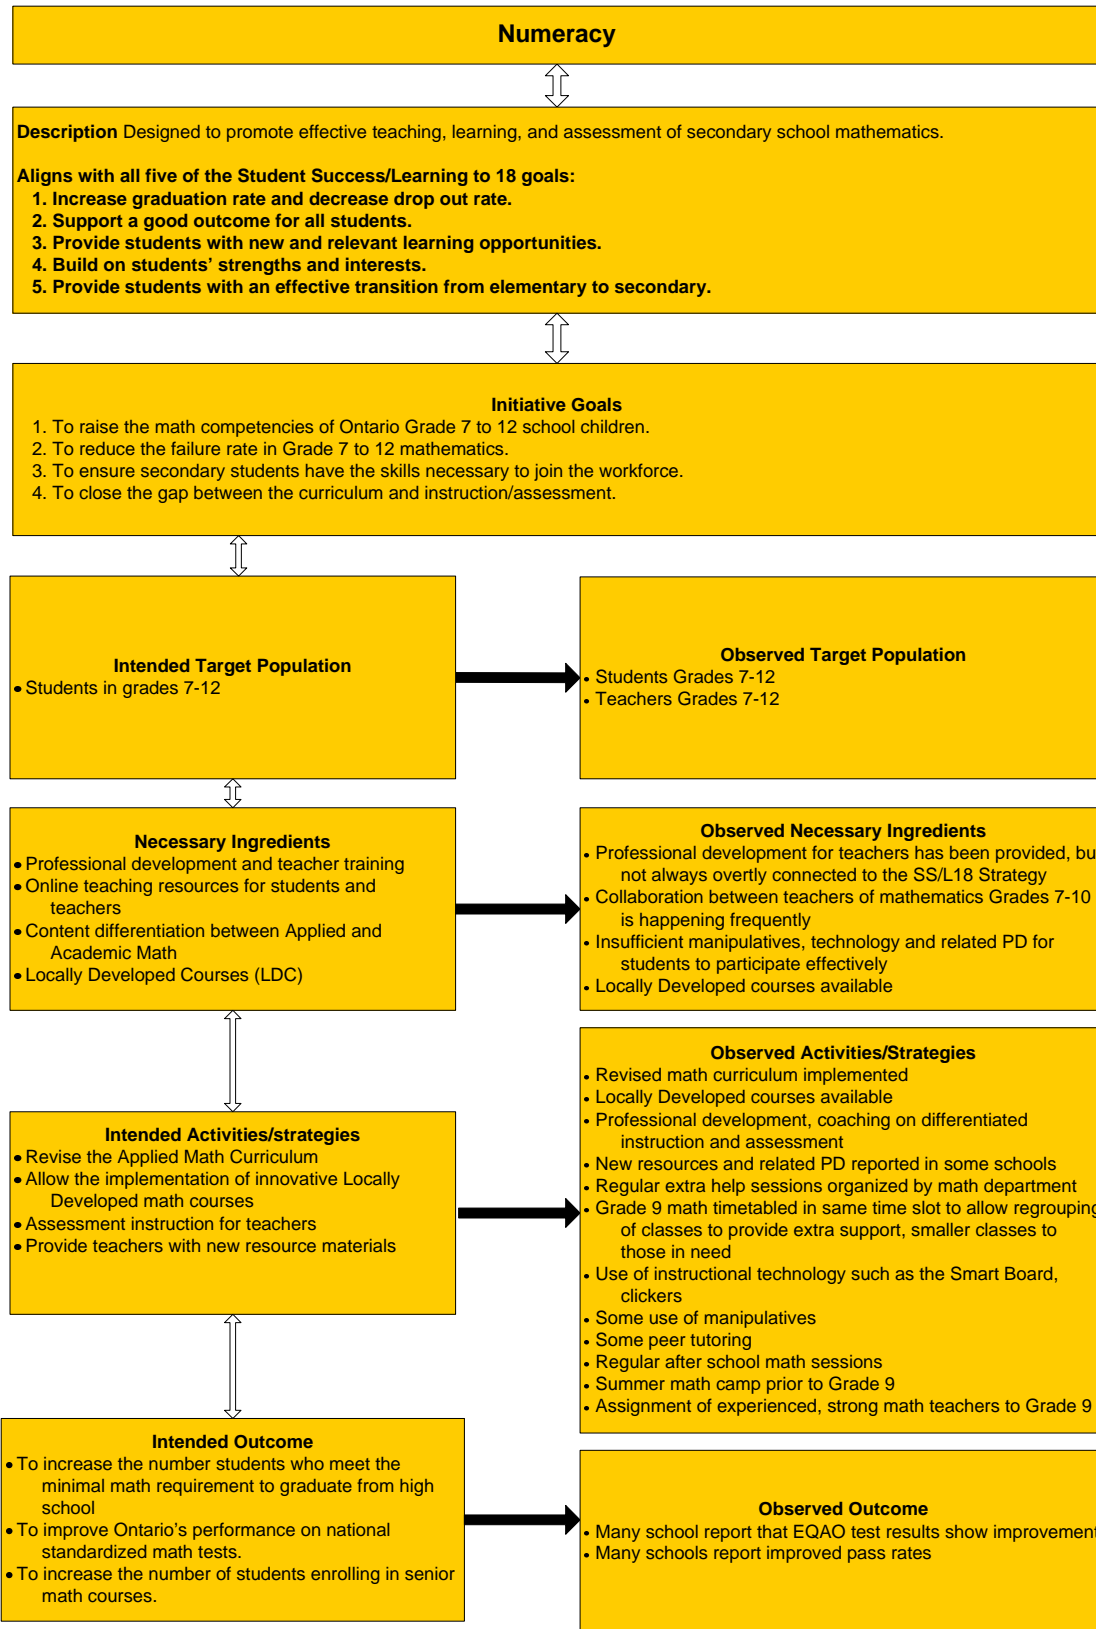 Numeracy
Description Designed to promote effective teaching, learning, and assessment of secondary school mathematics.
Aligns with all five of the Student Success/Learning to 18 goals:
1. Increase graduation rate and decrease drop out rate.
2. Support a good outcome for all students.
3. Provide students with new and relevant learning opportunities.
4. Build on students’ strengths and interests.
5. Provide students with an effective transition from elementary to secondary.
Initiative Goals
1. To raise the math competencies of Ontario Grade 7 to 12 school children.
2. To reduce the failure rate in Grade 7 to 12 mathematics.
3. To ensure secondary students have the skills necessary to join the workforce.
4. To close the gap between the curriculum and instruction/assessment.
Intended Target Population
• Students in grades 7-12
Observed Target Population
• Students Grades 7-12
• Teachers Grades 7-12
Necessary Ingredients
• Professional development and teacher training
• Online teaching resources for students and
teachers
• Content differentiation between Applied and
Academic Math
• Locally Developed Courses (LDC)
Observed Necessary Ingredients
• Professional development for teachers has been provided, bu
not always overtly connected to the SS/L18 Strategy
• Collaboration between teachers of mathematics Grades 7-10
is happening frequently
• Insufficient manipulatives, technology and related PD for
students to participate effectively
• Locally Developed courses available
Intended Activities/strategies
• Revise the Applied Math Curriculum
• Allow the implementation of innovative Locally
Developed math courses
• Assessment instruction for teachers
• Provide teachers with new resource materials
Observed Activities/Strategies
• Revised math curriculum implemented
• Locally Developed courses available
• Professional development, coaching on differentiated
instruction and assessment
• New resources and related PD reported in some schools
• Regular extra help sessions organized by math department
• Grade 9 math timetabled in same time slot to allow regrouping
of classes to provide extra support, smaller classes to
those in need
• Use of instructional technology such as the Smart Board,
clickers
• Some use of manipulatives
• Some peer tutoring
• Regular after school math sessions
• Summer math camp prior to Grade 9
• Assignment of experienced, strong math teachers to Grade 9
Intended Outcome
• To increase the number students who meet the
minimal math requirement to graduate from high
school
• To improve Ontario’s performance on national
standardized math tests.
• To increase the number of students enrolling in senior
math courses.
Observed Outcome
• Many school report that EQAO test results show improvement
• Many schools report improved pass rates